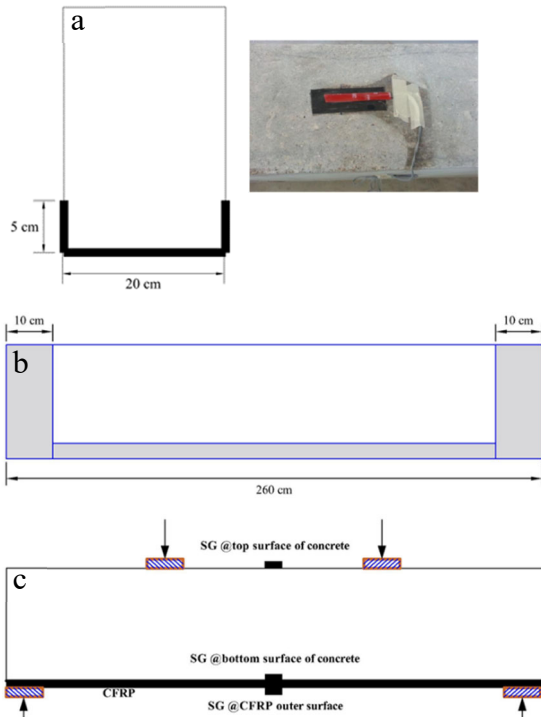 a
5 cm
20 cm
10 cm
10 cm
b
260 cm
c
SG @top surface of concrete
SG @bottom surface of concrete
CFRP
SG @CFRP outer surface